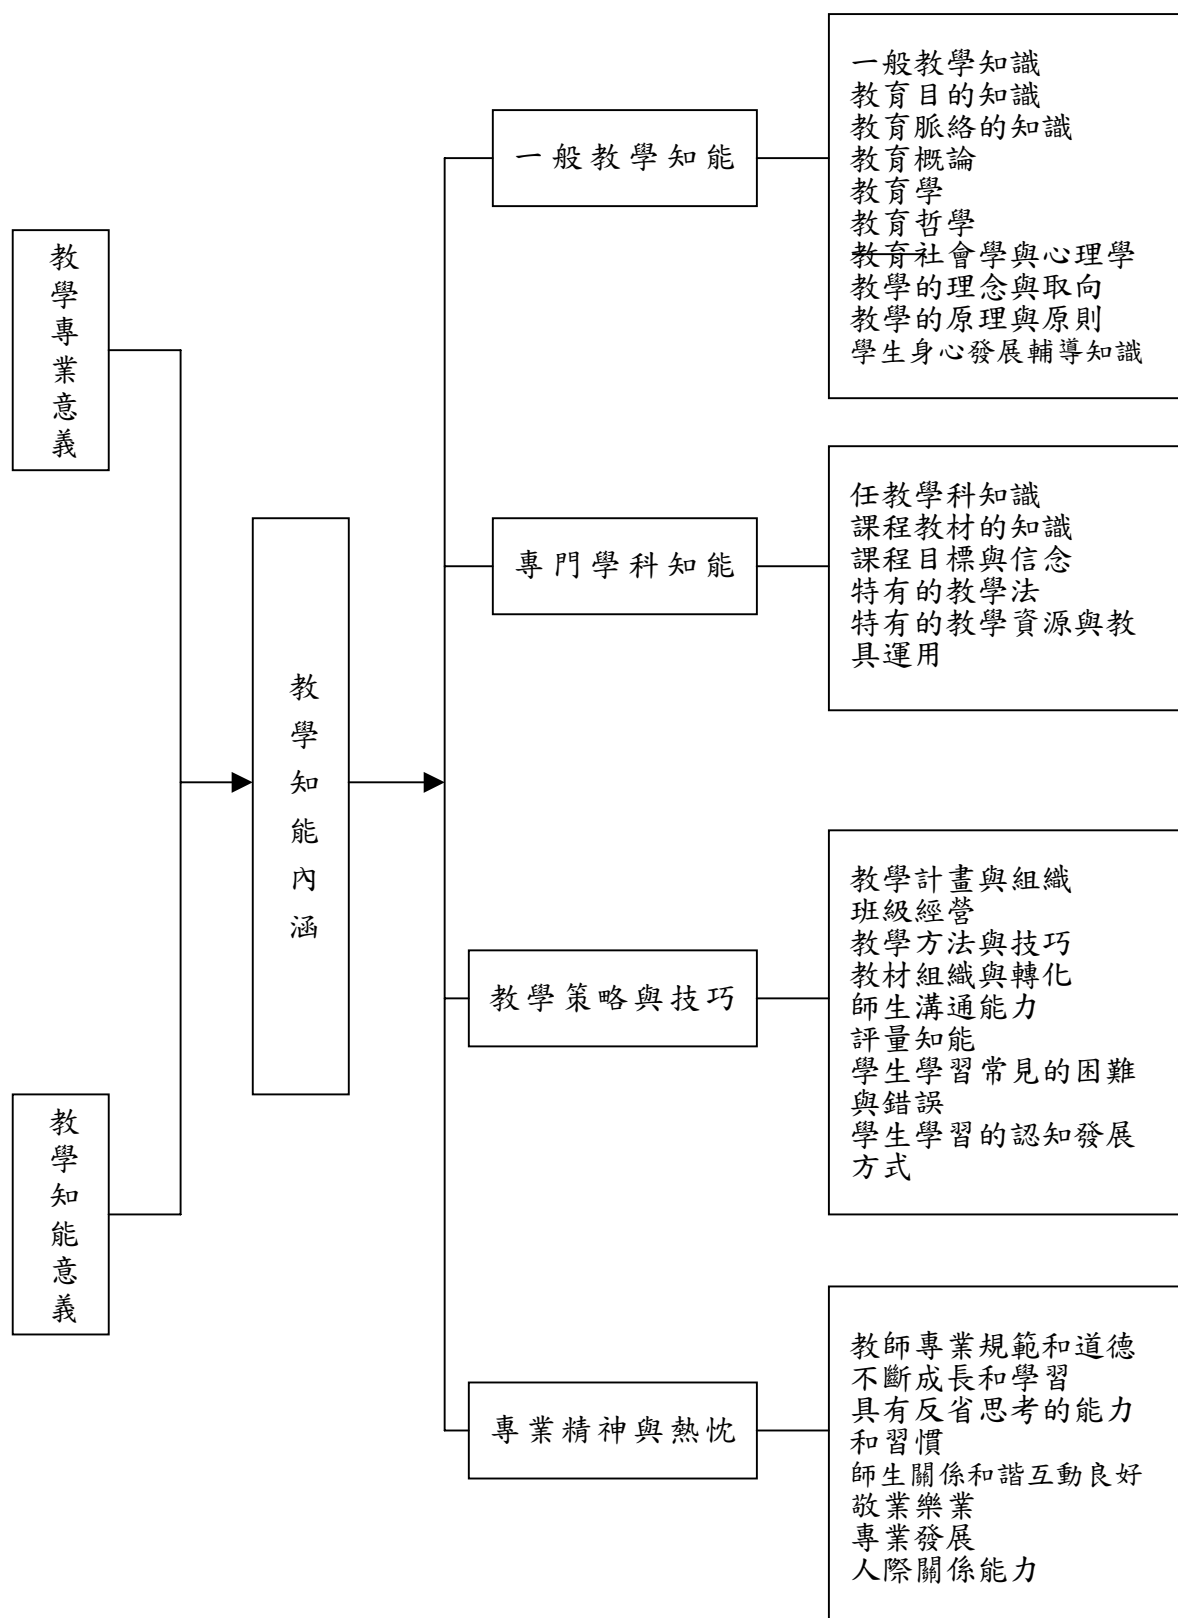 教學專業意義
教學知能意義
教學知能內涵
一般教學知能
一般教學知識
教育目的知識
教育脈絡的知識
教育概論
教育學
教育哲學
教育社會學與心理學
教學的理念與取向
教學的原理與原則
學生身心發展輔導知識
專門學科知能
任教學科知識
課程教材的知識
課程目標與信念
特有的教學法
特有的教學資源與教
具運用
教學策略與技巧
教學計畫與組織
班級經營
教學方法與技巧
教材組織與轉化
師生溝通能力
評量知能
學生學習常見的困難
與錯誤
學生學習的認知發展
方式
專業精神與熱忱
教師專業規範和道德
不斷成長和學習
具有反省思考的能力
和習慣
師生關係和諧互動良好
敬業樂業
專業發展
人際關係能力